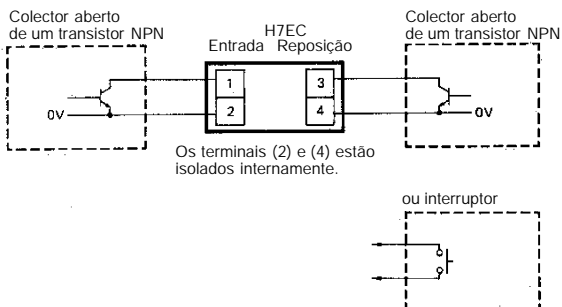 Colector aberto
de um transistor NPN
H7EC
Entrada Reposição
Colector aberto
de um transistor NPN
1
3
2
4
0V
0V
Os terminais (2) e (4) estão
isolados internamente.
ou interruptor